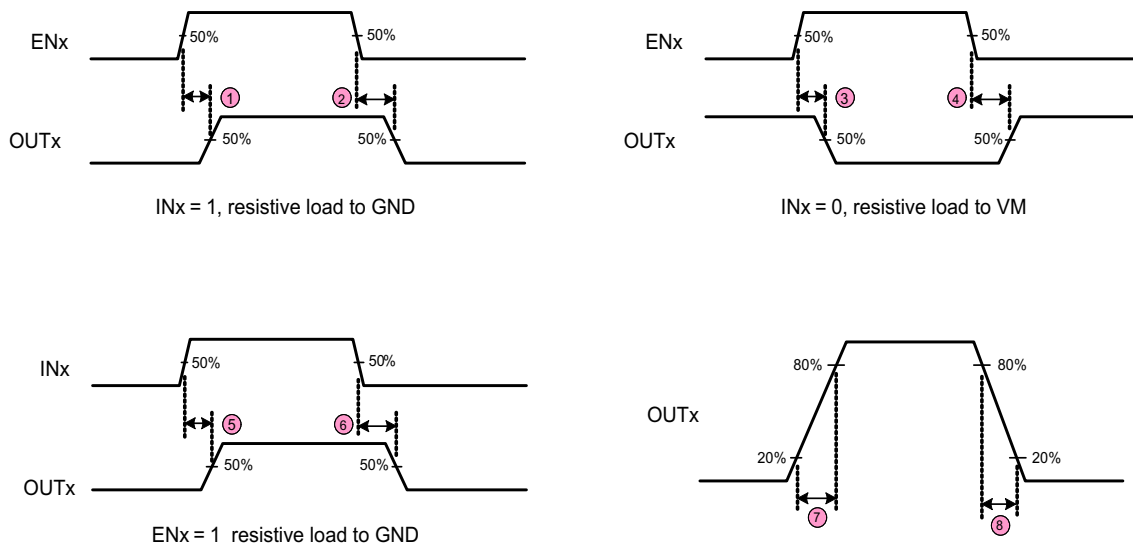 ENx
50%
50%
1
2
OUTx
50%
50%
INx = 1, resistive load to GND
ENx
50%
50%
3
4
OUTx
50%
50%
INx = 0, resistive load to VM
INx
50%
50%
5
6
OUTx
50%
50%
ENx = 1 resistive load to GND
80%
80%
OUTx
20%
20%
7
8